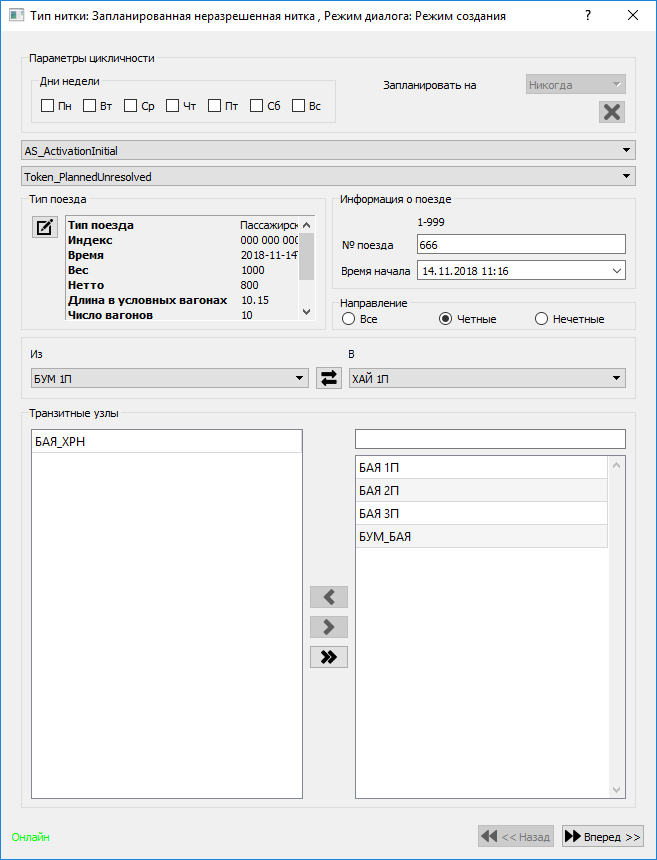 Тип нитки: Запланированная неразрешенная нитка , Режим диалога: Режим создания ?
Параметры цикличности
Дни недели
Пн Вт Ср Чт Пт Сб Вс
Запланировать на Никогда
AS_ActivationInitial
Token_PlannedUnresolved
Тип поезда
Тип поезда Пассажирск
Индекс 000 000 000
Время 2018-11-14T
Вес 1000
Нетто 800
Длина в условных вагонах 10.15
Число вагонов 10
Информация о поезде
1-999
№ поезда 666
Время начала 14.11.2018 11:16
Направление
Все Четные Нечетные
Из В
БУМ 1П ХАЙ 1П
Транзитные узлы
БАЯ_ХРН
БАЯ 1П
БАЯ 2П
БАЯ 3П
БУМ_БАЯ
Онлайн << Назад Вперед >>